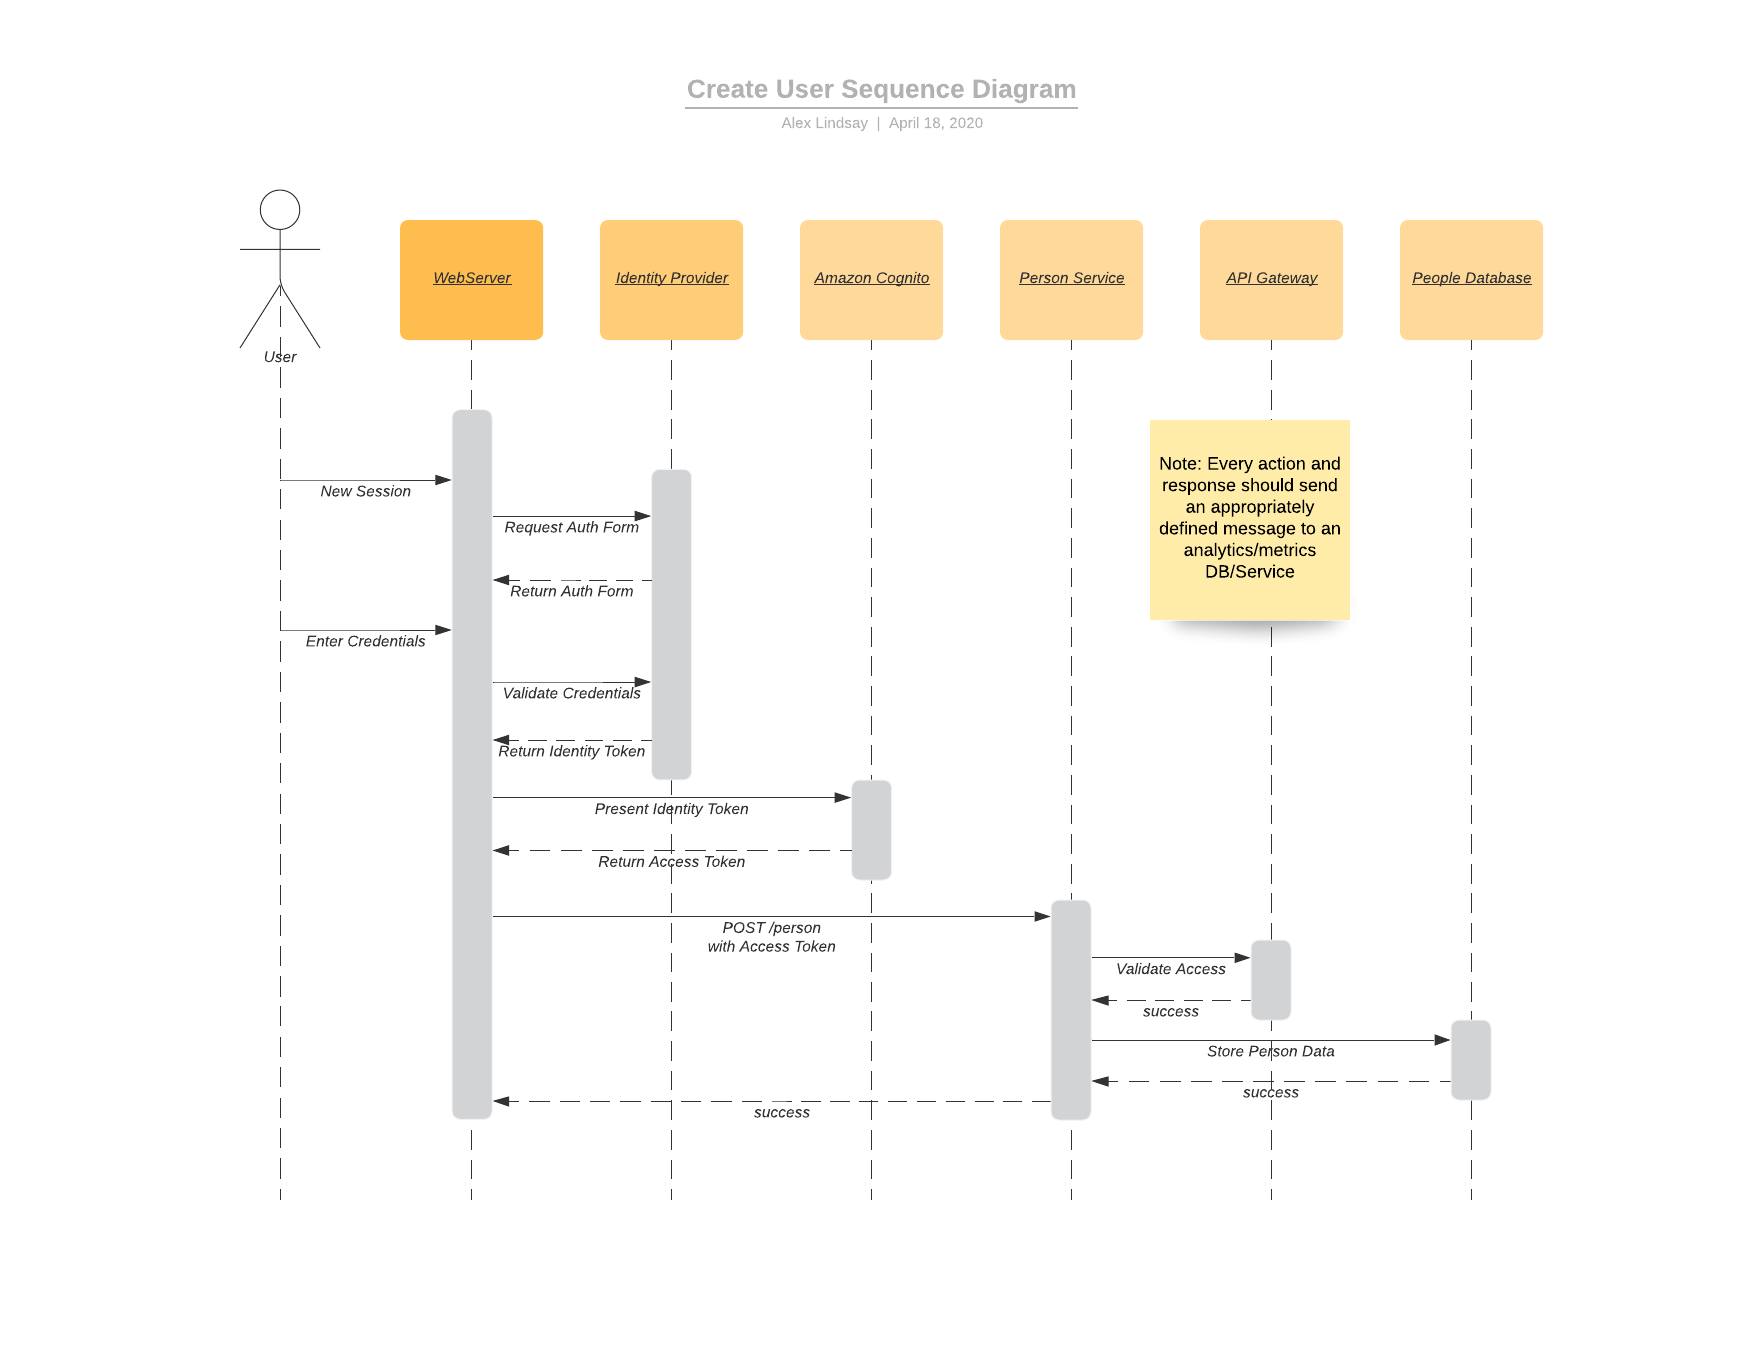 Create User Sequence Diagram
Alex Lindsay | April 18, 2020
User
WebServer
Identity Provider
Amazon Cognito
Person Service
API Gateway
People Database
Note: Every action and
response should send
an appropriately
defined message to an
analytics/metrics
DB/Service
New Session
Request Auth Form
Return Auth Form
Enter Credentials
Validate Credentials
Return Identity Token
Present Identity Token
Return Access Token
POST /person
with Access Token
Validate Access
success
Store Person Data
success
success